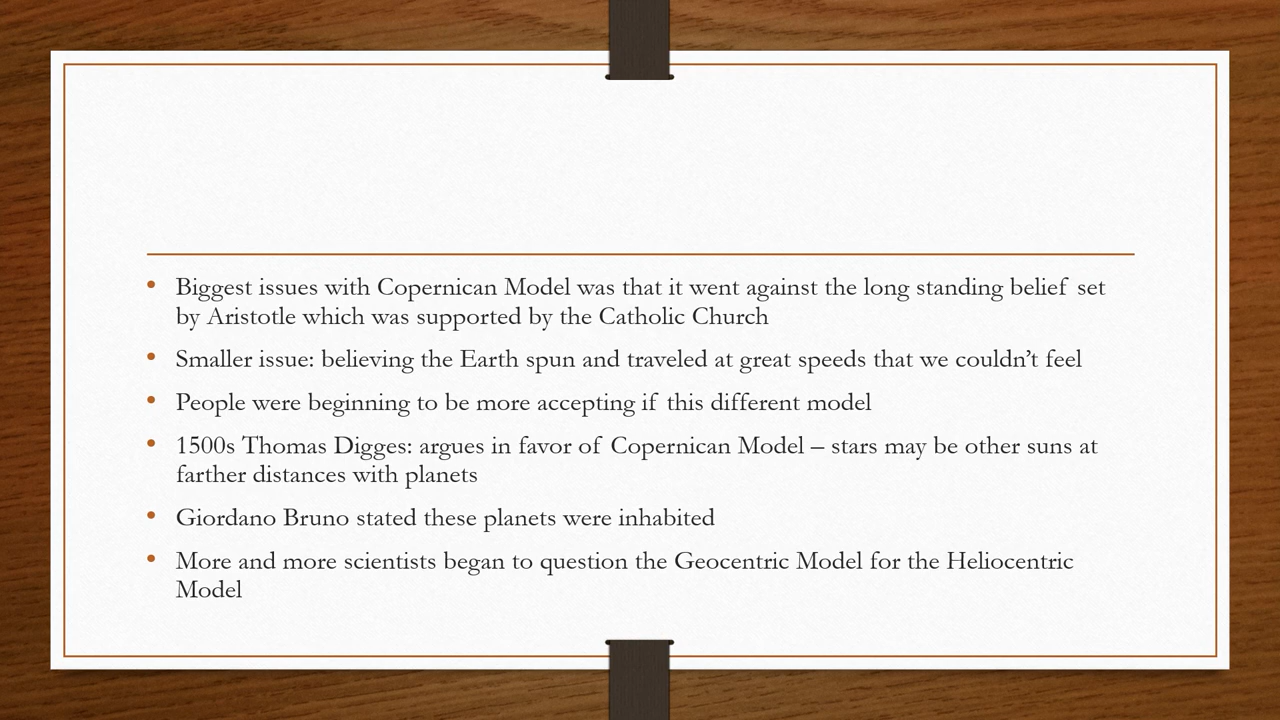 • Biggest issues with Copernican Model was that it went against the long standing belief set
by Aristotle which was supported by the Catholic Church
• Smaller issue: believing the Earth spun and traveled at great speeds that we couldn’t feel
• People were beginning to be more accepting if this different model
• 1500s Thomas Digges: argues in favor of Copernican Model – stars may be other suns at
farther distances with planets
• Giordano Bruno stated these planets were inhabited
• More and more scientists began to question the Geocentric Model for the Heliocentric
Model